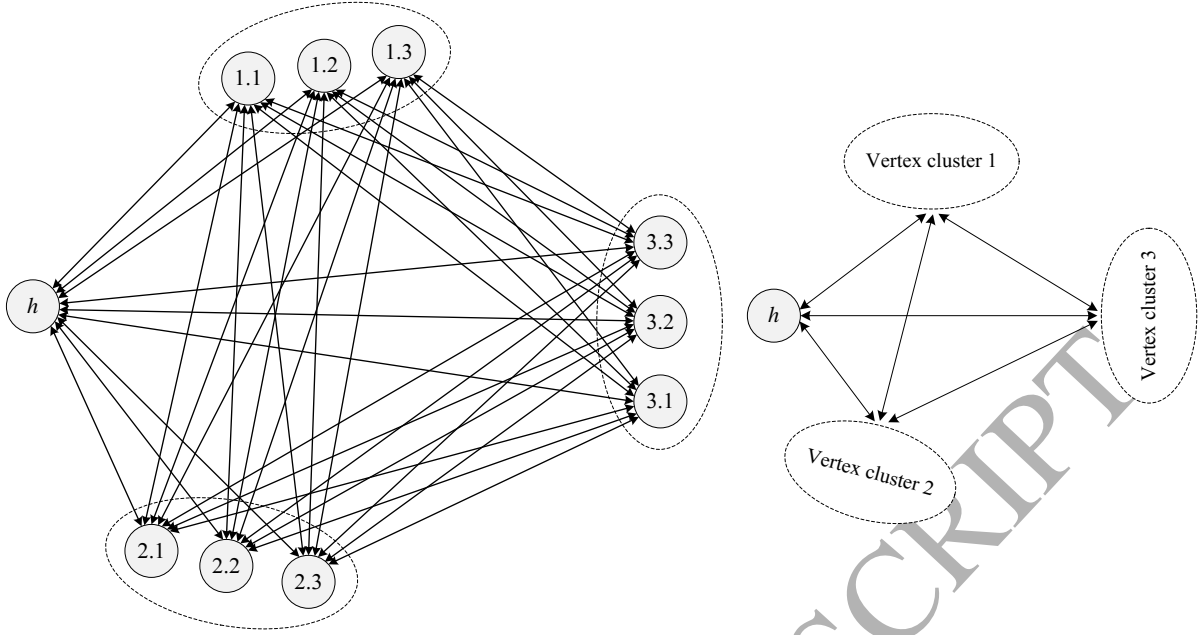 1.1
1.2
1.3
h
3.3
3.2
3.1
2.1
2.2
2.3
Vertex cluster 1
h
Vertex cluster 3
Vertex cluster 2
SCRIPT